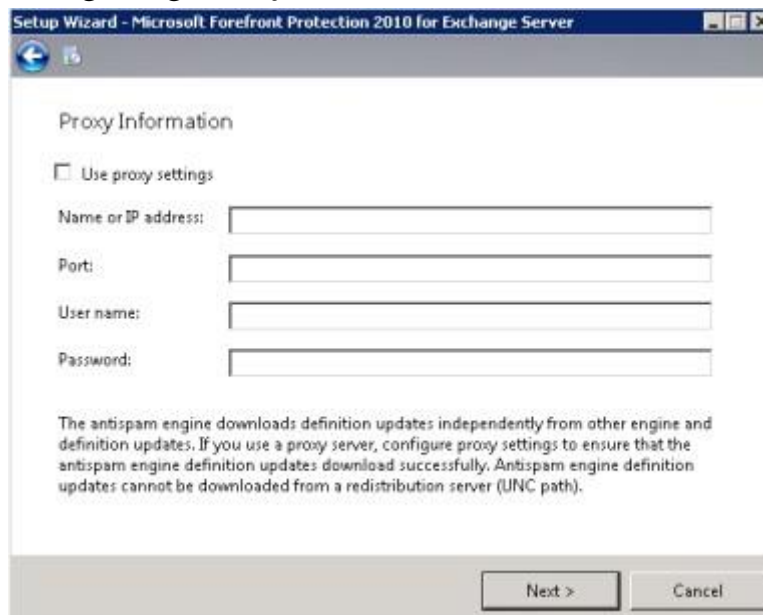 Setup Wizard - Microsoft Forefront Protection 2010 for Exchange Server
Proxy Information
Use proxy settings
Name or IP address:
Port:
User name:
Password:
The antispam engine downloads definition updates independently from other engine and
definition updates. If you use a proxy server, configure proxy settings to ensure that the
antispam engine definition updates download successfully. Antispam engine definition
updates cannot be downloaded from a redistribution server (UNC path).
Next >
Cancel